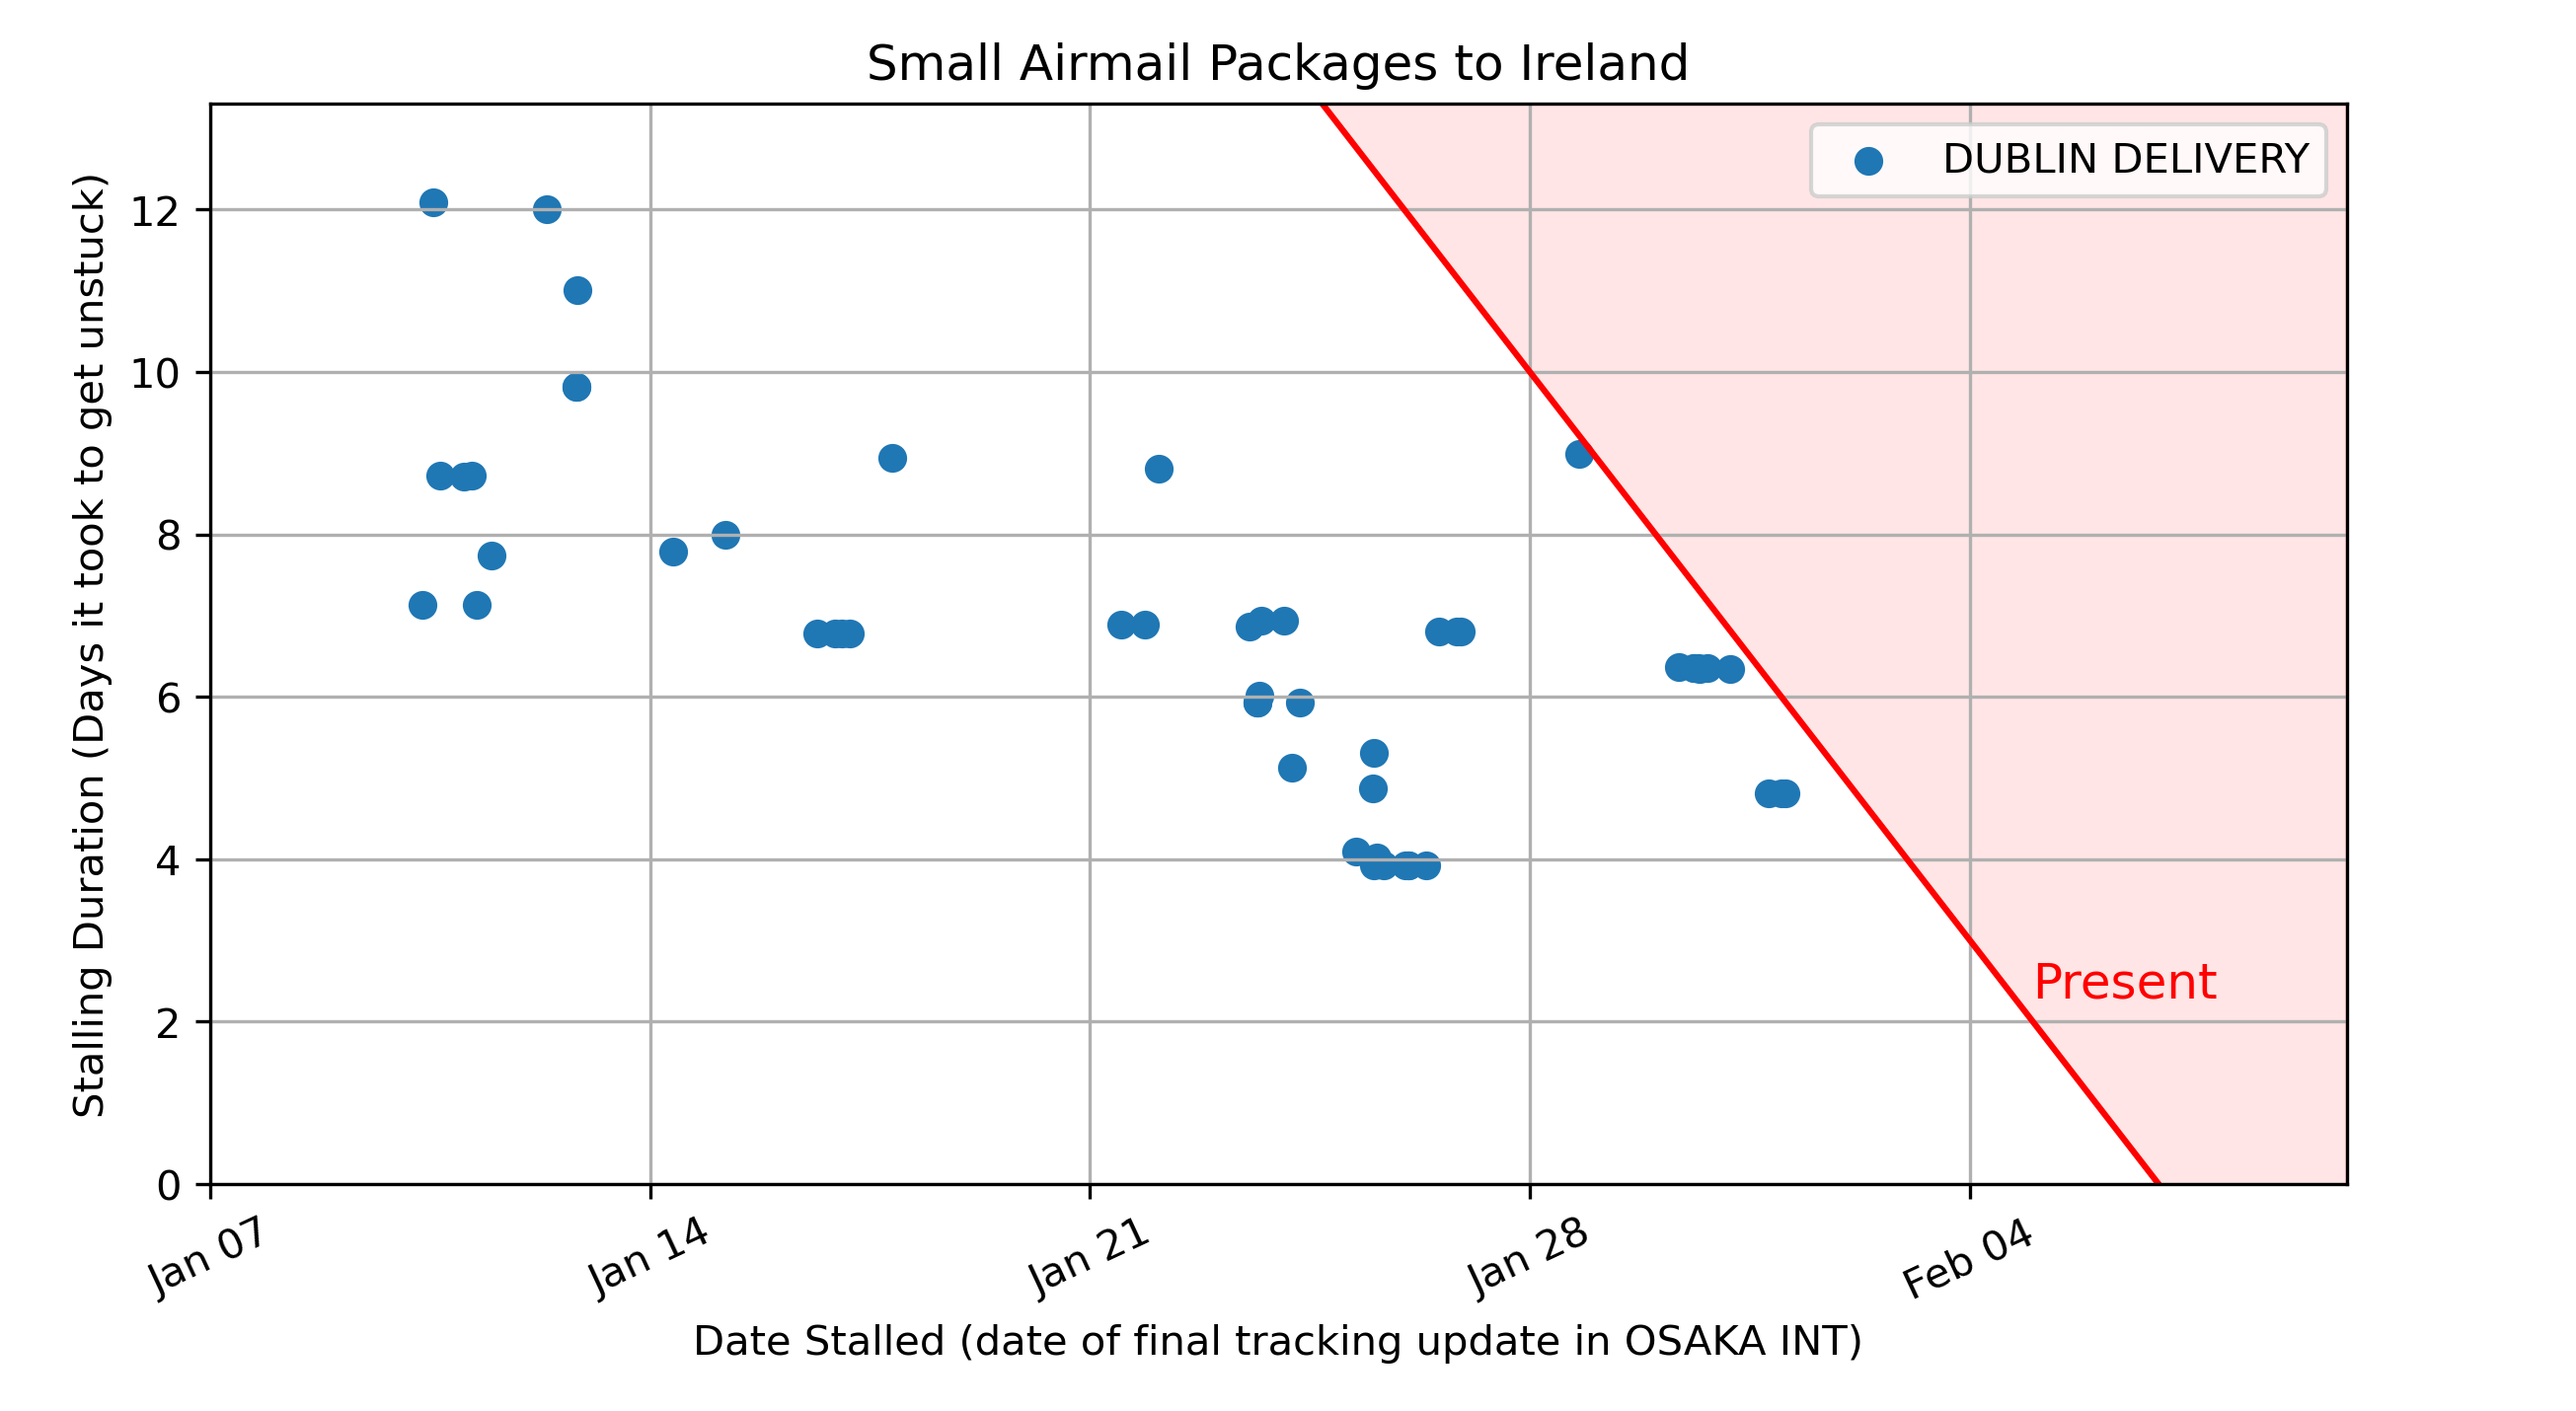 Small Airmail Packages to Ireland
DUBLIN DELIVERY
Stalling Duration (Days it took to get unstuck)
12
10
8
6
4
2
0
Present
Jan 07
Jan 14
Jan 21
Jan 28
Feb 04
Date Stalled (date of final tracking update in OSAKA INT)